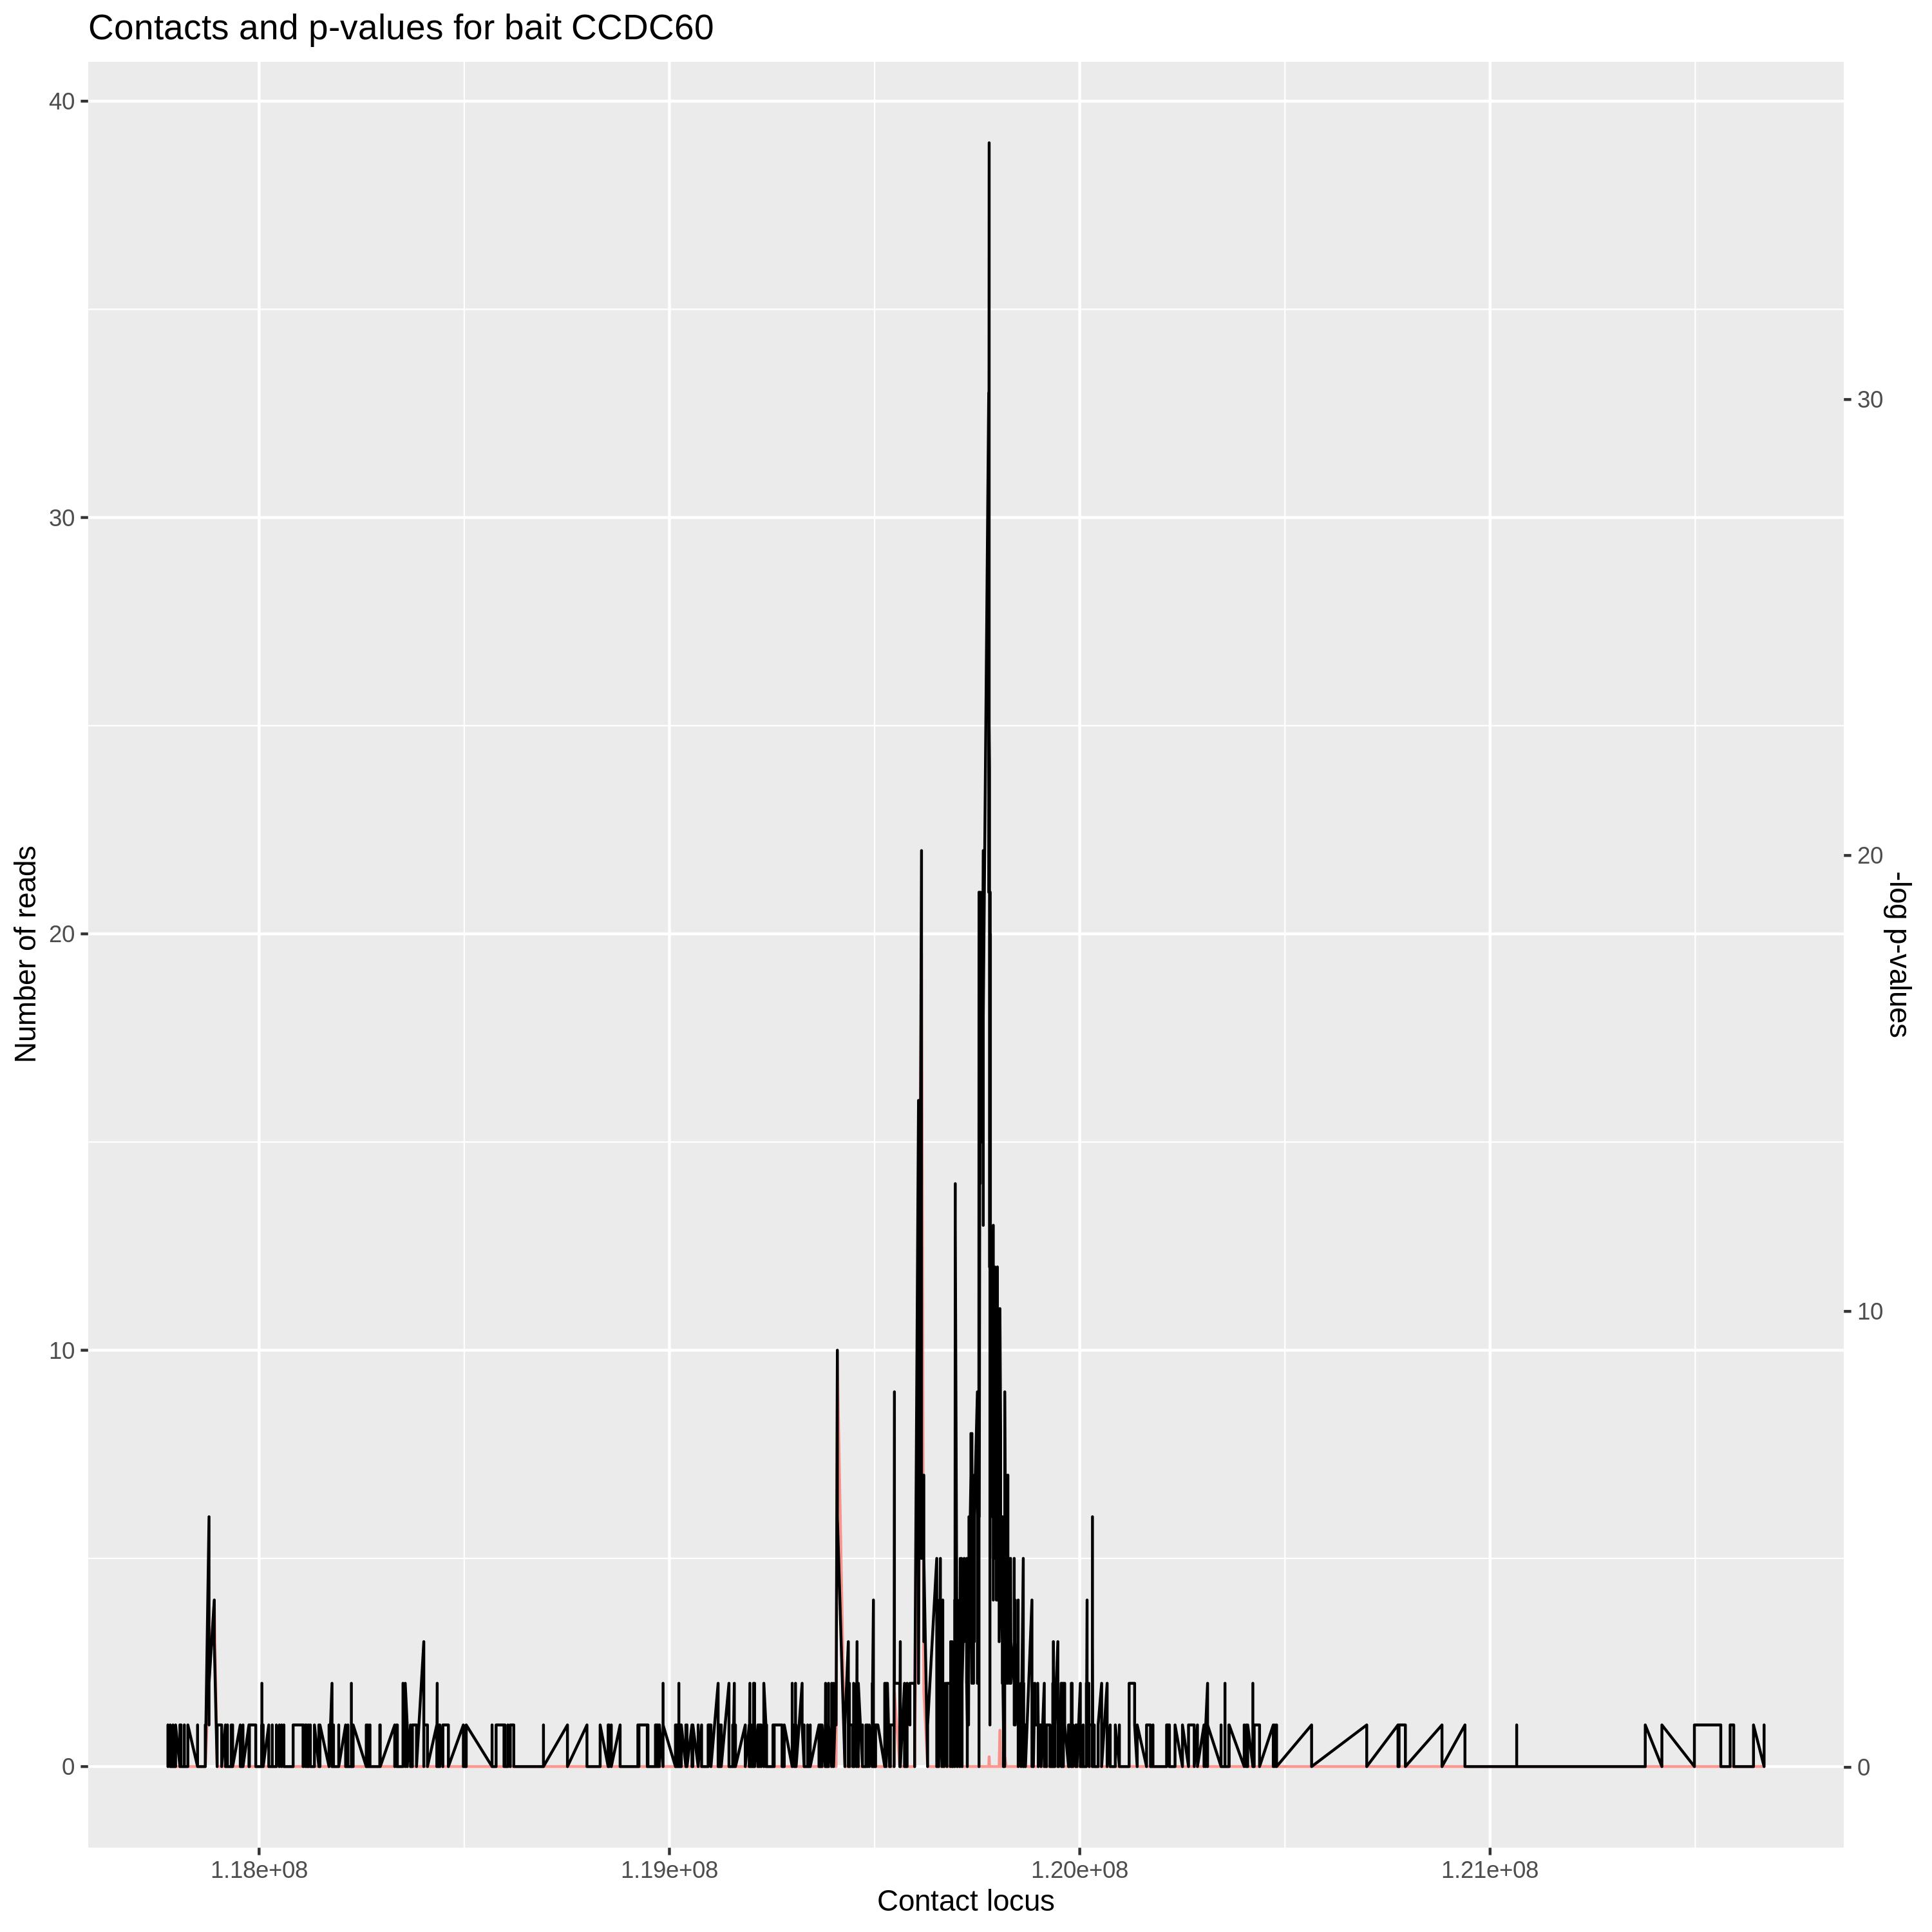 Contacts and p-values for bait CCDC60
40
30
20
10
0
Number of reads
30
20
10
0
-log p-values
1.18e+08
1.19e+08
1.20e+08
1.21e+08
Contact locus